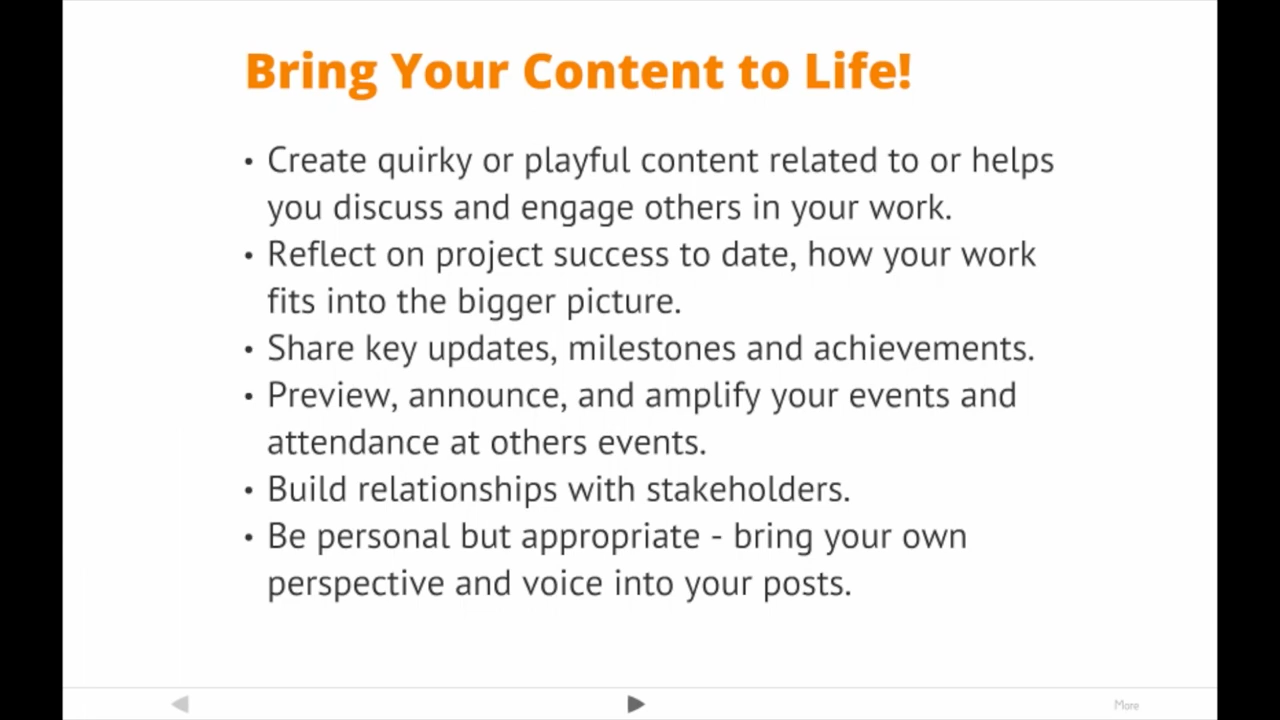 Bring Your Content to Life!
• Create quirky or playful content related to or helps
you discuss and engage others in your work.
• Reflect on project success to date, how your work
fits into the bigger picture.
• Share key updates, milestones and achievements.
• Preview, announce, and amplify your events and
attendance at others events.
• Build relationships with stakeholders.
• Be personal but appropriate - bring your own
perspective and voice into your posts.
More